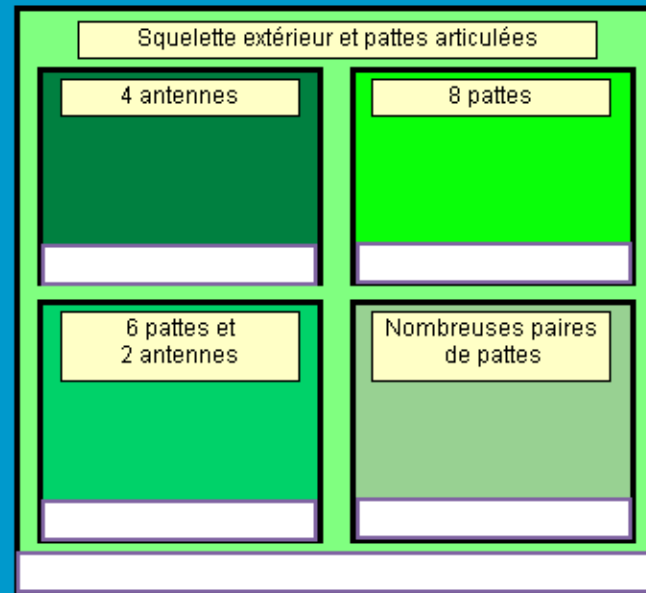 Squelette extérieur et pattes articulées
4 antennes
8 pattes
6 pattes et
2 antennes
Nombreuses paires
de pattes